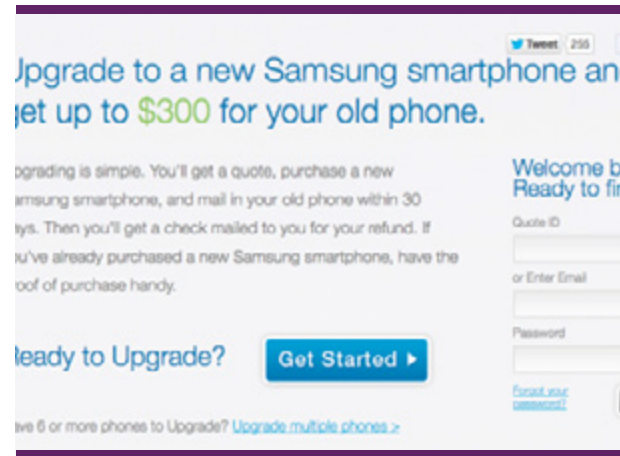 Tweet 255
Upgrade to a new Samsung smartphone an
get up to $300 for your old phone.
pgrading is simple. You'll get a quote, purchase a new
amsung smartphone, and mail in your old phone within 30
ays. Then you'll get a check mailed to you for your refund. If
ou've already purchased a new Samsung smartphone, have the
roof of purchase handy.
Ready to Upgrade?
Get Started
ave 6 or more phones to Upgrade? Upgrade multiple phones >
Welcome b
Ready to fi
Quote ID
or Enter Email
Password
Forgot your
password?